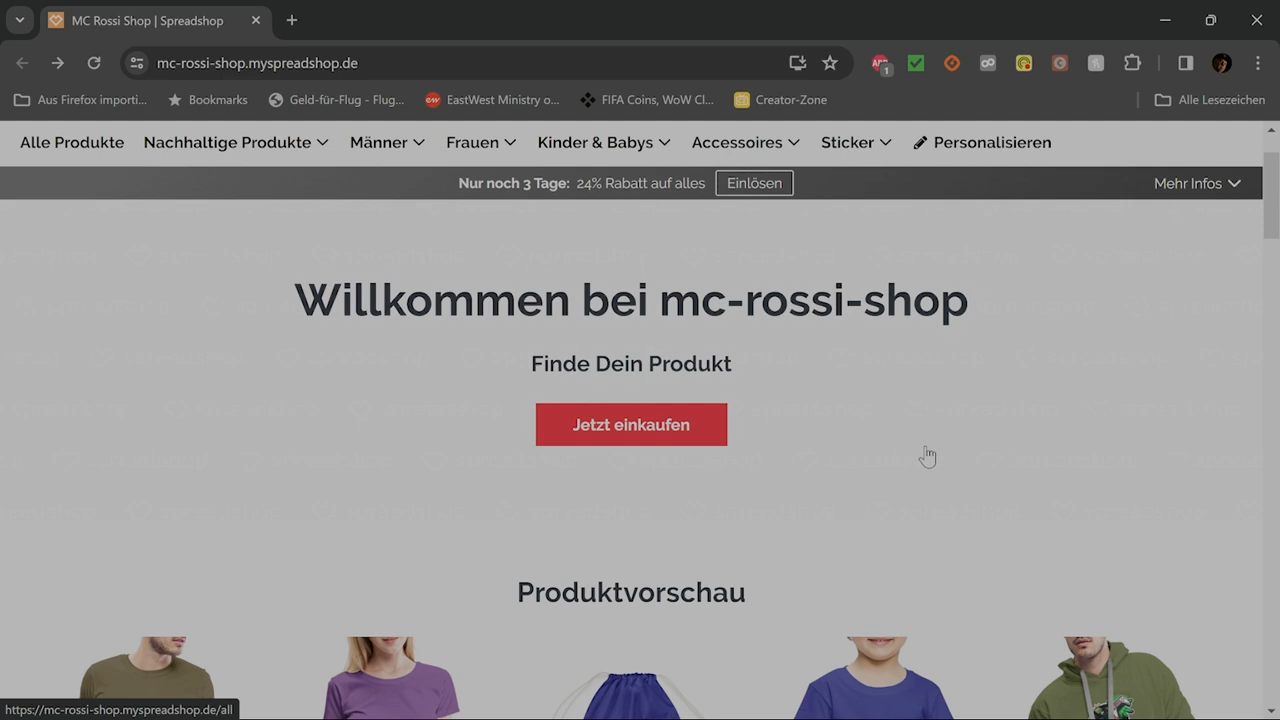 MC Rossi Shop | Spreadshop
mc-rossi-shop.myspreadshop.de
1
Aus Firefox importi...
Bookmarks
Geld-für-Flug - Flug...
EastWest Ministry o...
FIFA Coins, WoW Cl...
Creator-Zone
Alle Lesezeichen
Alle Produkte
Nachhaltige Produkte
Männer
Frauen
Kinder & Babys
Accessoires
Sticker
Personalisieren
Nur noch 3 Tage: 24% Rabatt auf alles
Einlösen
Mehr Infos
Willkommen bei mc-rossi-shop
Finde Dein Produkt
Jetzt einkaufen
Produktvorschau
https://mc-rossi-shop.myspreadshop.de/all